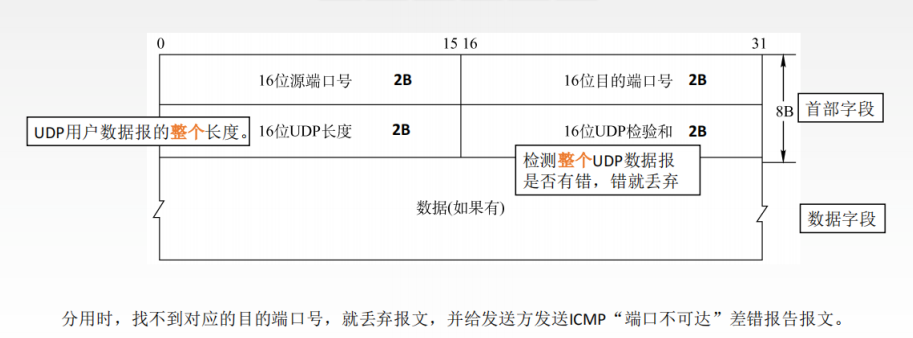 0 15 16 31
16位源端口号 2B 16位目的端口号 2B
8B 首部字段
UDP用户数据报的整个长度。 16位UDP长度 2B 16位UDP检验和 2B
检测整个UDP数据报
是否有错，错就丢弃
数据(如果有) 数据字段
分用时，找不到对应的目的端口号，就丢弃报文，并给发送方发送ICMP“端口不可达”差错报告报文。